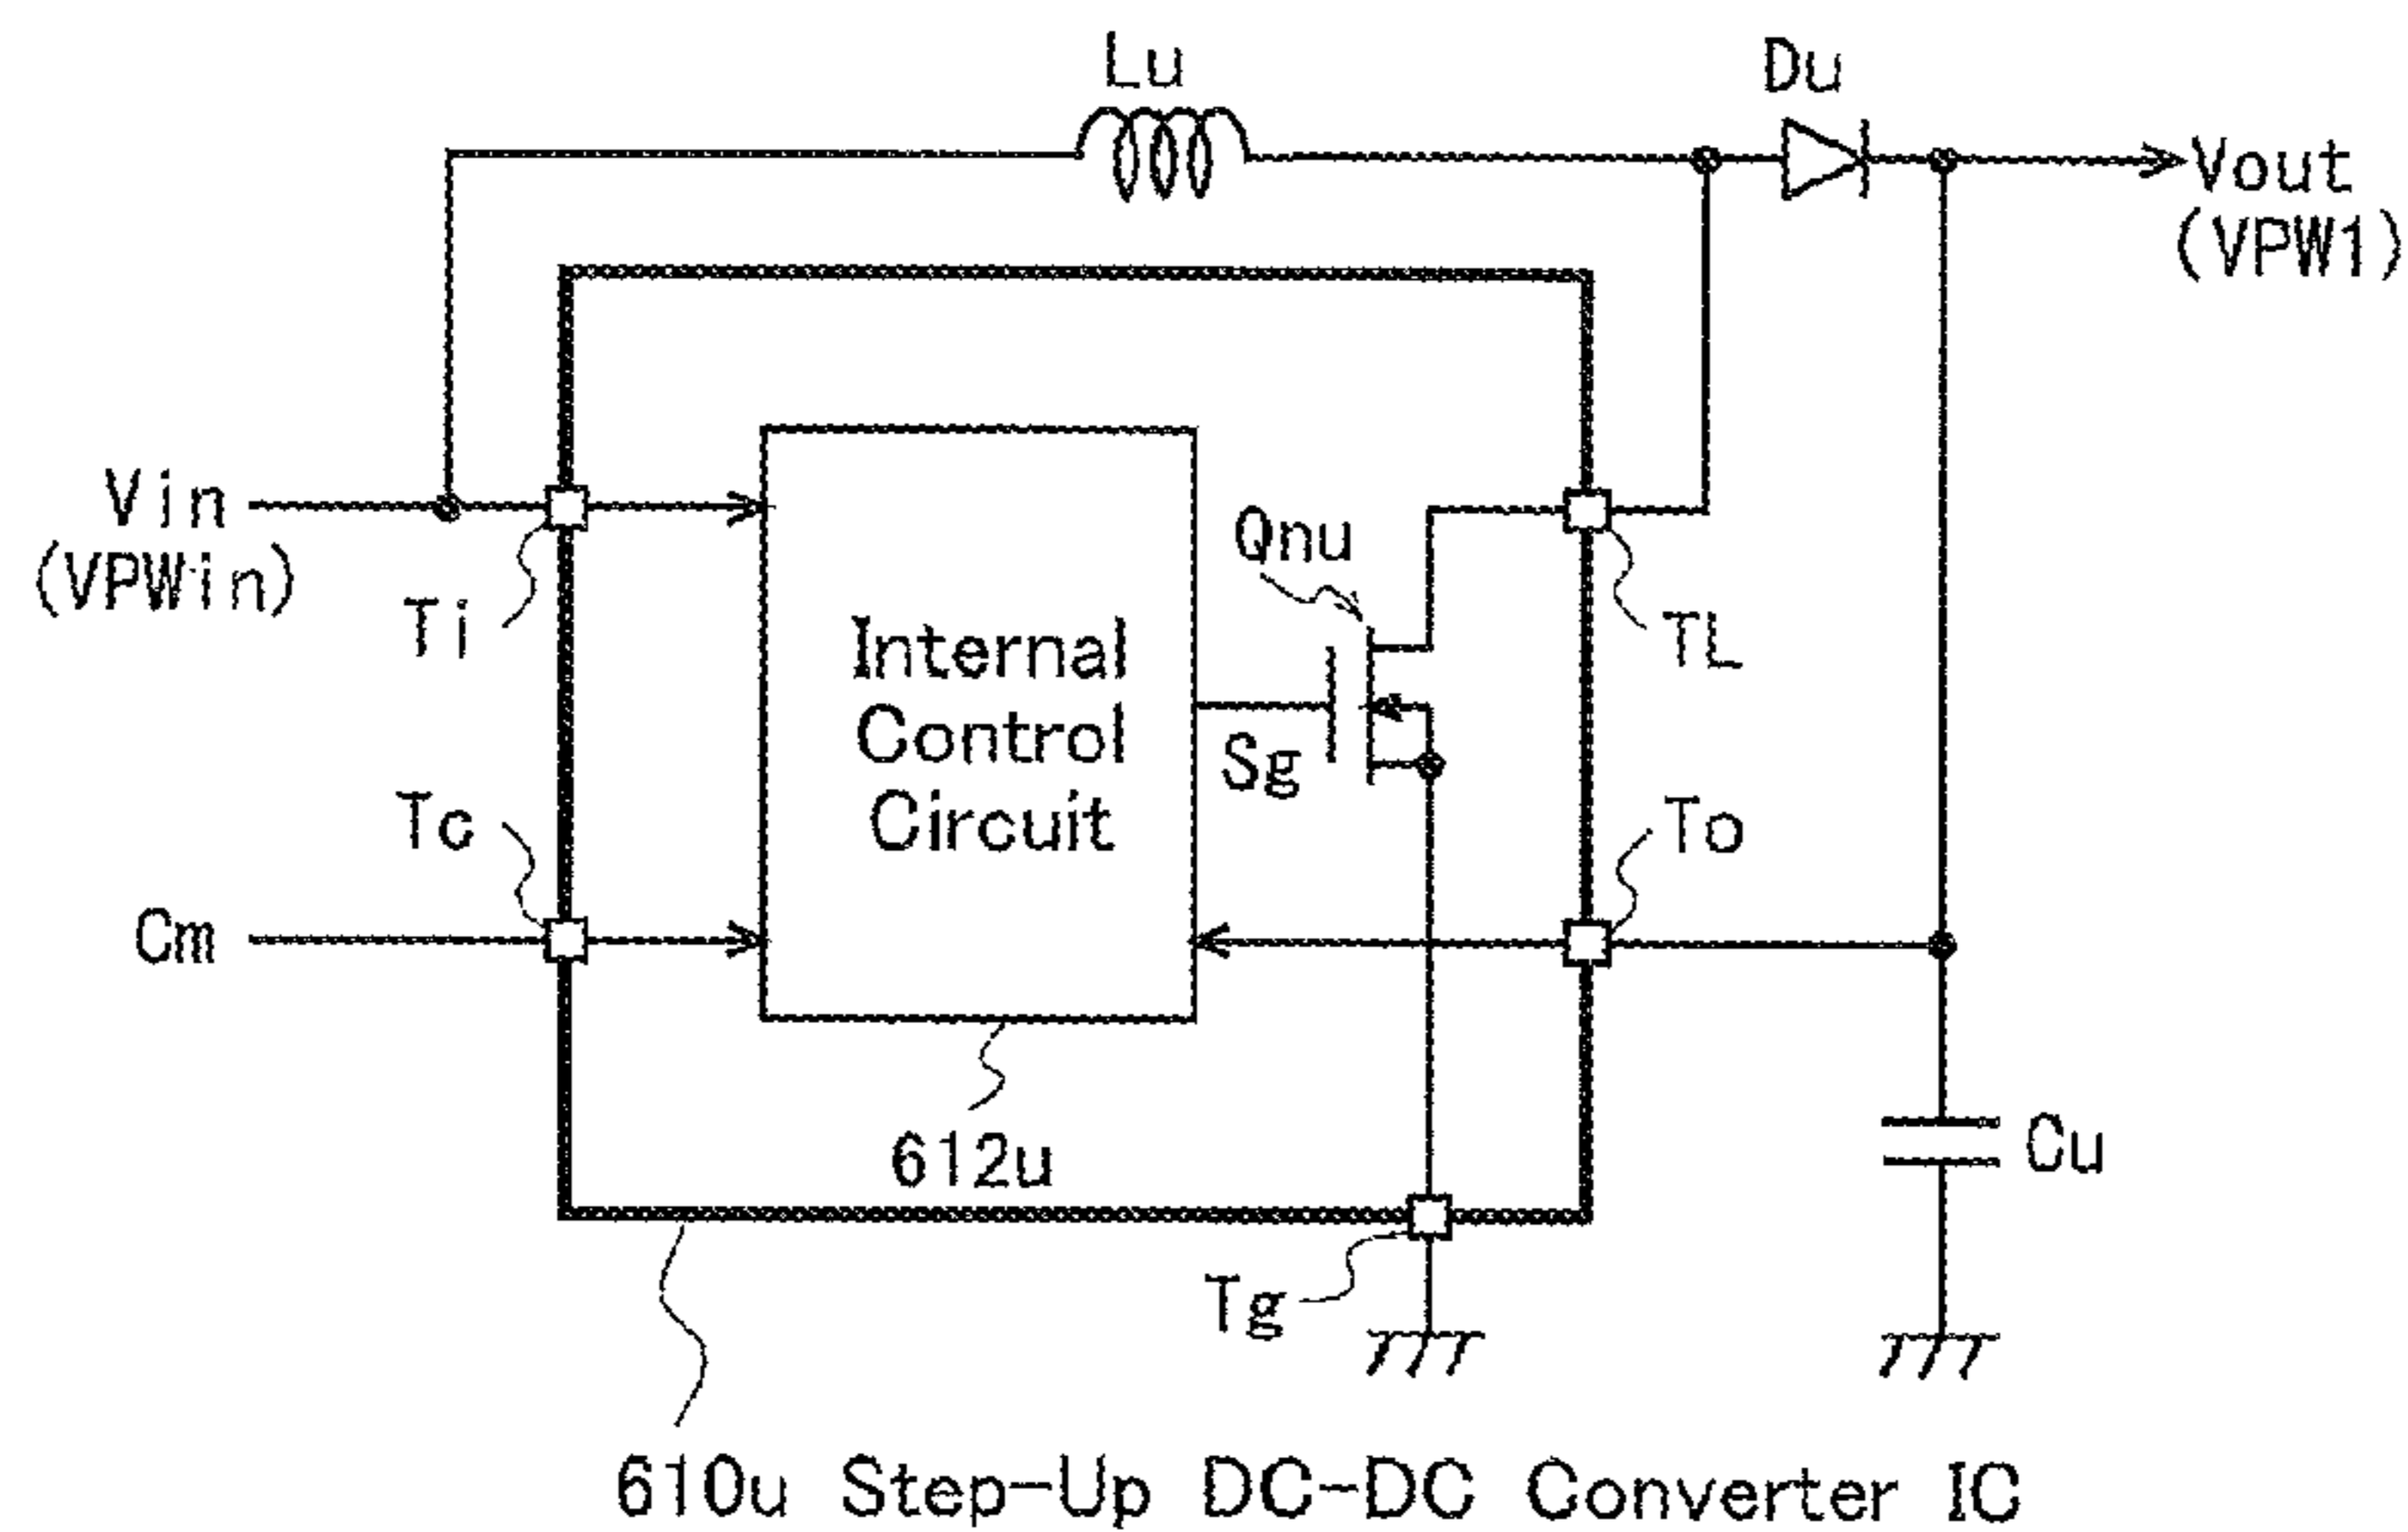 Lu
Du
Vout
(VPW1)
Vin
(VPWin)
Ti
Qnu
TL
Internal
Control
Circuit
Sg
Tc
To
Cm
612u
Cu
Tg
610u Step-Up DC-DC Converter IC